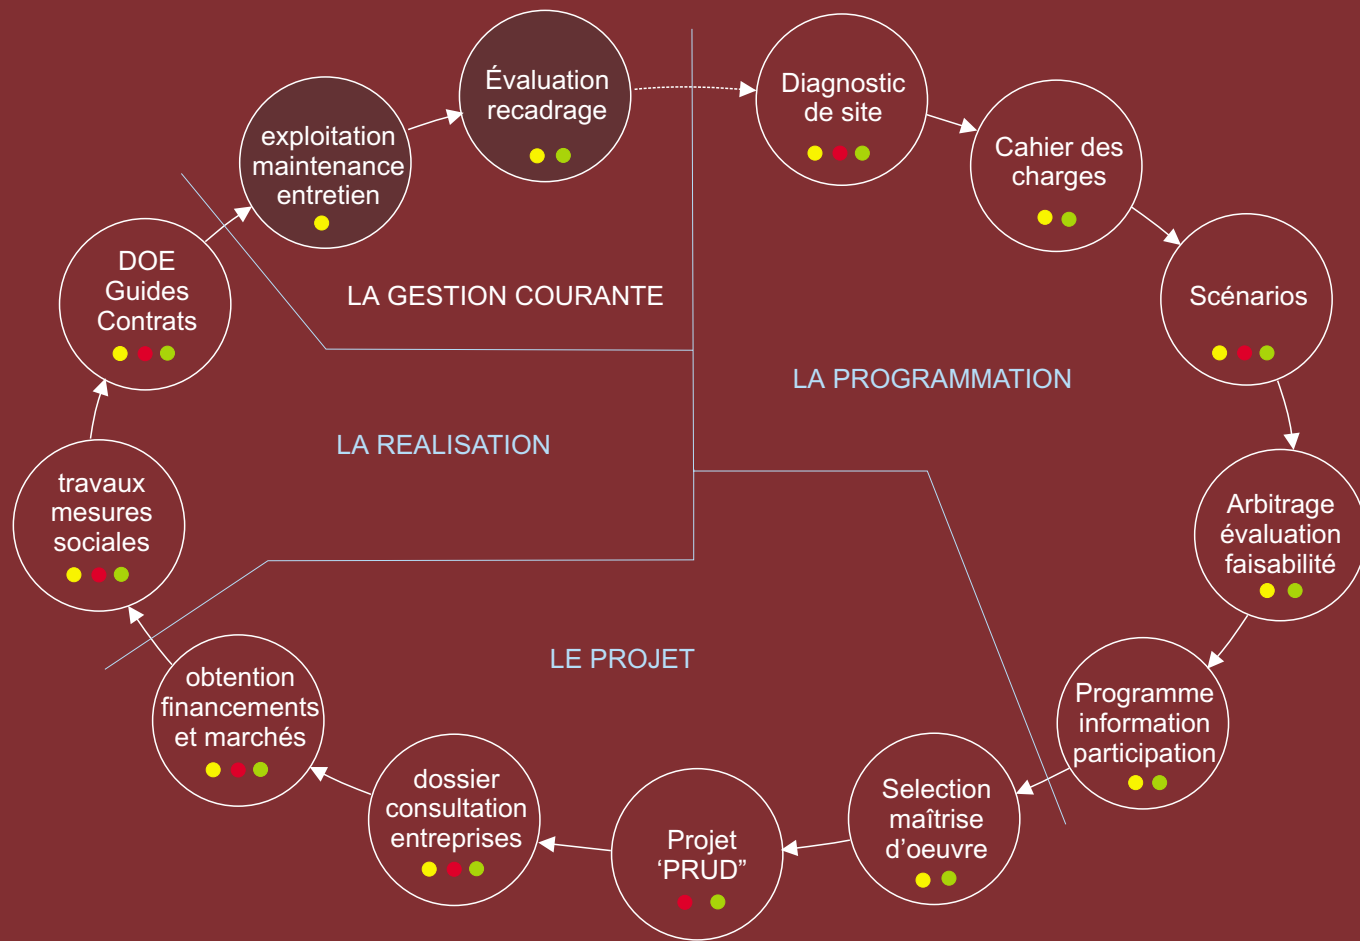 Évaluation
recadrage
Diagnostic
de site
Cahier des
charges
Scénarios
Arbitrage
évaluation
faisabilité
Programme
information
participation
Selection
maîtrise
d'oeuvre
Projet
‘PRUD”
dossier
consultation
entreprises
obtention
financements
et marchés
travaux
mesures
sociales
DOE
Guides
Contrats
exploitation
maintenance
entretien
LA GESTION COURANTE
LA PROGRAMMATION
LA REALISATION
LE PROJET